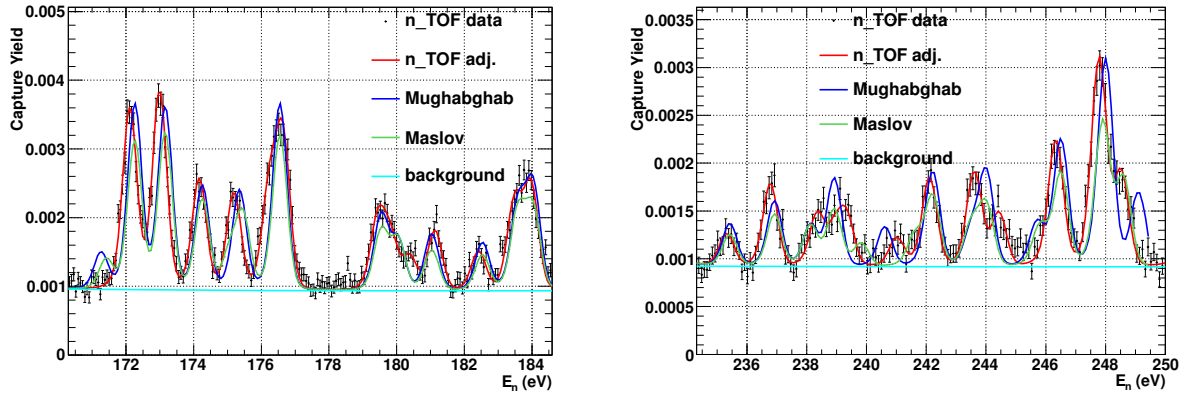 Capture Yield
n_TOF data
n_TOF adj.
Mughabghab
Maslov
background
0.005
0.004
0.003
0.002
0.001
0
172 174 176 178 180 182 184
E_n (eV)
Capture Yield
n_TOF data
n_TOF adj.
Mughabghab
Maslov
background
0.0035
0.003
0.0025
0.002
0.0015
0.001
0.0005
0
236 238 240 242 244 246 248 250
E_n (eV)